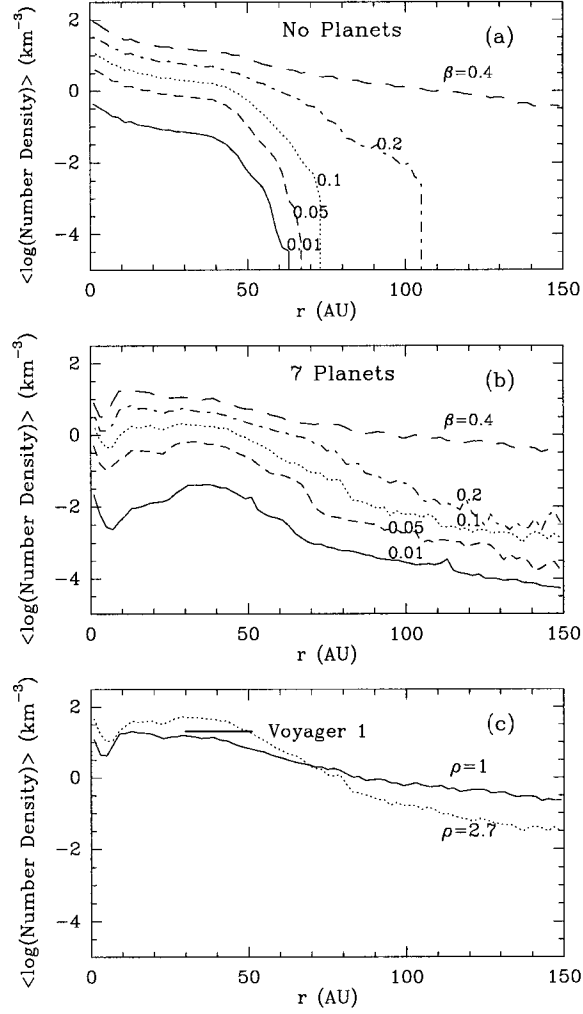 <log(Number Density)> (km⁻³)
2
0
-2
-4
No Planets
(a)
β=0.4
0.2
0.1
0.05
0.01
0
50
100
150
r (AU)
<log(Number Density)> (km⁻³)
2
0
-2
-4
7 Planets
(b)
β=0.4
0.2
0.1
0.05
0.01
0
50
100
150
r (AU)
<log(Number Density)> (km⁻³)
2
0
-2
-4
(c)
Voyager 1
ρ=1
ρ=2.7
0
50
100
150
r (AU)